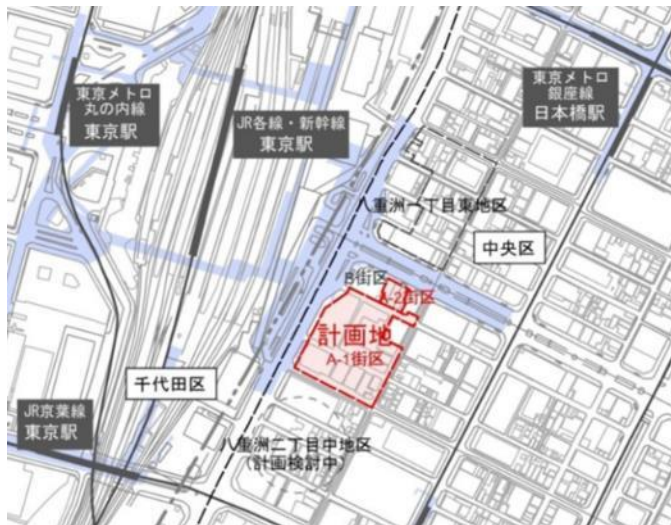 東京メトロ
丸の内線
東京駅
JR各線・新幹線
東京駅
東京メトロ
銀座線
日本橋駅
八重洲一丁目東地区
中央区
B街区
A-2街区
計画地
A-1街区
千代田区
JR京葉線
東京駅
八重洲二丁目中地区
(計画検討中)